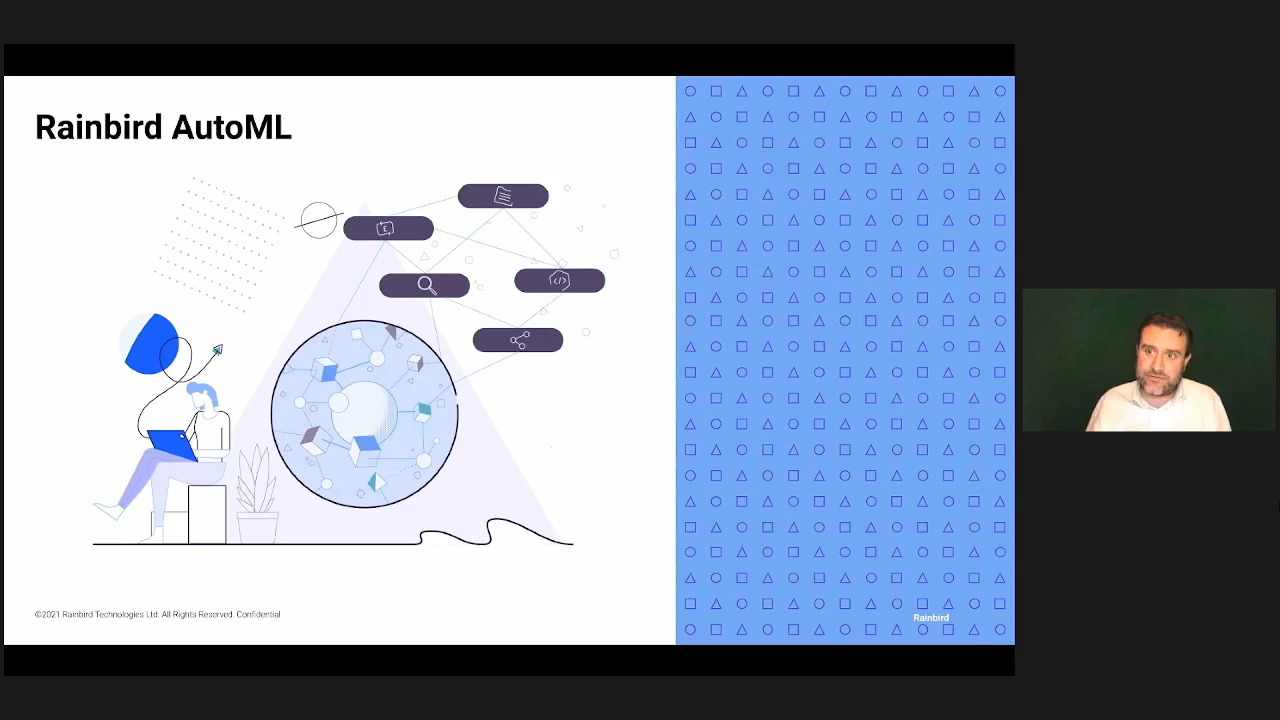 Rainbird AutoML
£
</>
©2021 Rainbird Technologies Ltd. All Rights Reserved. Confidential
Rainbird